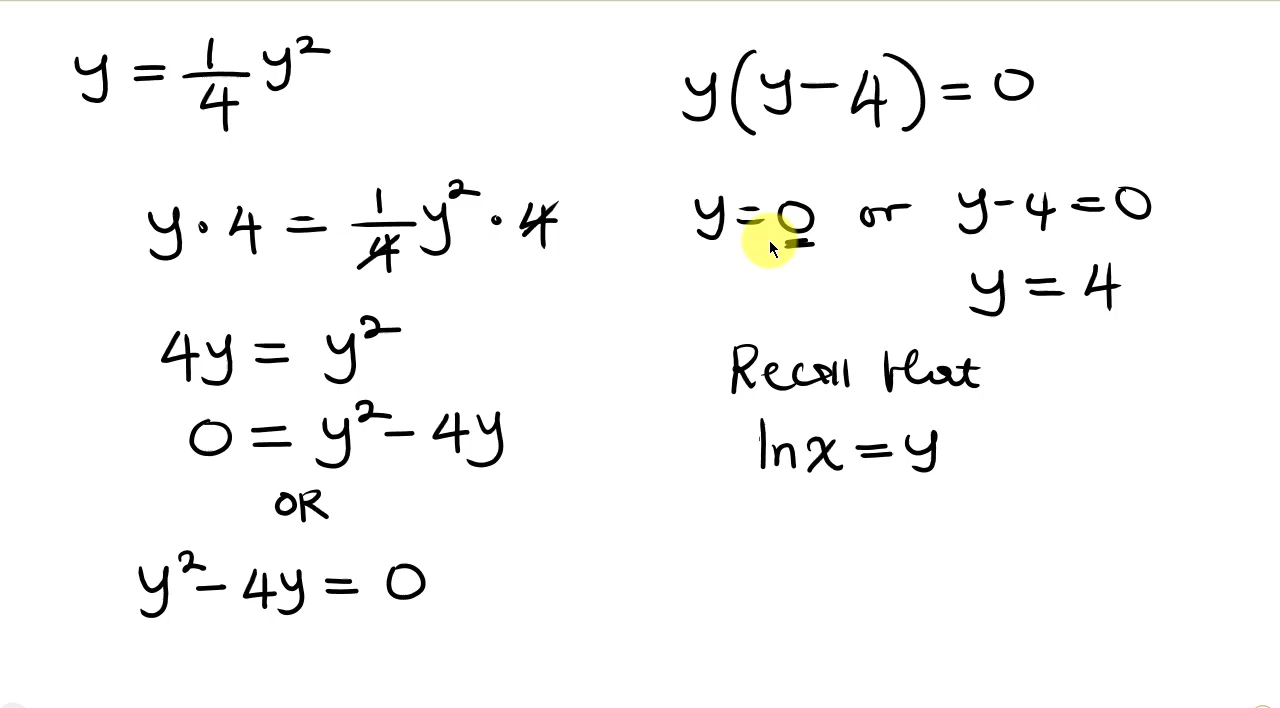 y = 1/4 y²
y · 4 = 1/4 y² · 4
4y = y²
0 = y² - 4y
OR
y² - 4y = 0
y(y - 4) = 0
y = 0 or y - 4 = 0
y = 4
Recall that
ln x = y